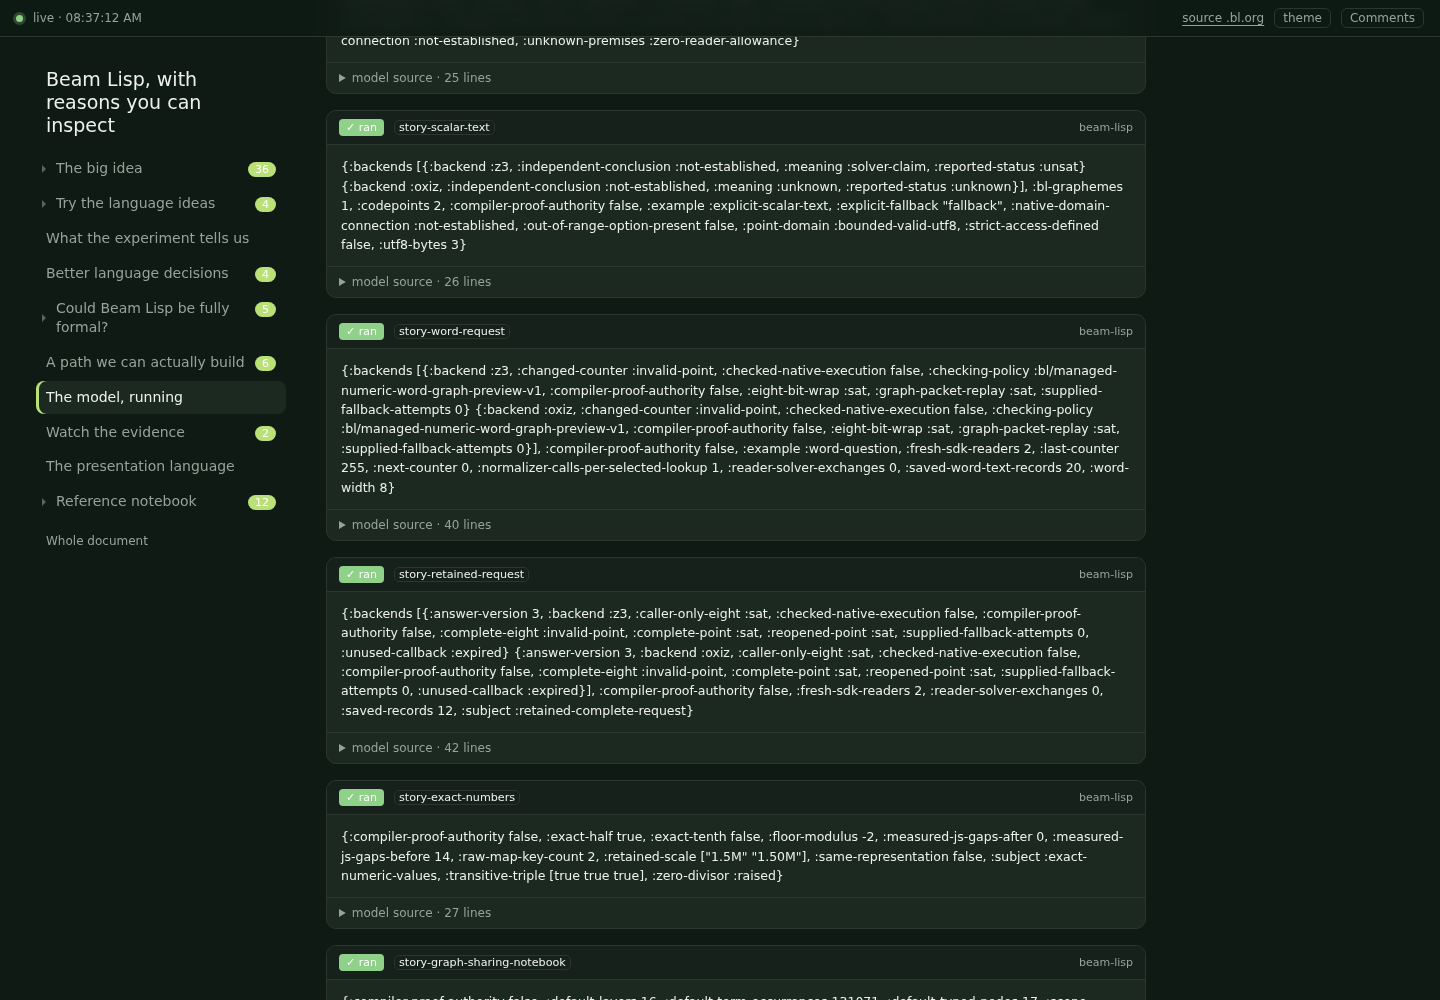 live · 08:37:12 AM
source .bl.org
theme
Comments
Beam Lisp, with
reasons you can
inspect
The big idea
36
Try the language ideas
4
What the experiment tells us
Better language decisions
4
Could Beam Lisp be fully
formal?
5
A path we can actually build
6
The model, running
Watch the evidence
2
The presentation language
Reference notebook
12
Whole document
connection :not-established, :unknown-premises :zero-reader-allowance}
model source · 25 lines
✓ ran
story-scalar-text
beam-lisp
{:backends [{:backend :z3, :independent-conclusion :not-established, :meaning :solver-claim, :reported-status :unsat}
{:backend :oxiz, :independent-conclusion :not-established, :meaning :unknown, :reported-status :unknown}], :bl-graphemes
1, :codepoints 2, :compiler-proof-authority false, :example :explicit-scalar-text, :explicit-fallback "fallback", :native-domain-
connection :not-established, :out-of-range-option-present false, :point-domain :bounded-valid-utf8, :strict-access-defined
false, :utf8-bytes 3}
model source · 26 lines
✓ ran
story-word-request
beam-lisp
{:backends [{:backend :z3, :changed-counter :invalid-point, :checked-native-execution false, :checking-policy :bl/managed-
numeric-word-graph-preview-v1, :compiler-proof-authority false, :eight-bit-wrap :sat, :graph-packet-replay :sat, :supplied-
fallback-attempts 0} {:backend :oxiz, :changed-counter :invalid-point, :checked-native-execution false, :checking-policy
:bl/managed-numeric-word-graph-preview-v1, :compiler-proof-authority false, :eight-bit-wrap :sat, :graph-packet-replay :sat,
:supplied-fallback-attempts 0}], :compiler-proof-authority false, :example :word-question, :fresh-sdk-readers 2, :last-counter
255, :next-counter 0, :normalizer-calls-per-selected-lookup 1, :reader-solver-exchanges 0, :saved-word-text-records 20, :word-
width 8}
model source · 40 lines
✓ ran
story-retained-request
beam-lisp
{:backends [{:answer-version 3, :backend :z3, :caller-only-eight :sat, :checked-native-execution false, :compiler-proof-
authority false, :complete-eight :invalid-point, :complete-point :sat, :reopened-point :sat, :supplied-fallback-attempts 0,
:unused-callback :expired} {:answer-version 3, :backend :oxiz, :caller-only-eight :sat, :checked-native-execution false,
:compiler-proof-authority false, :complete-eight :invalid-point, :complete-point :sat, :reopened-point :sat, :supplied-fallback-
attempts 0, :unused-callback :expired}], :compiler-proof-authority false, :fresh-sdk-readers 2, :reader-solver-exchanges 0,
:saved-records 12, :subject :retained-complete-request}
model source · 42 lines
✓ ran
story-exact-numbers
beam-lisp
{:compiler-proof-authority false, :exact-half true, :exact-tenth false, :floor-modulus -2, :measured-js-gaps-after 0, :measured-
js-gaps-before 14, :raw-map-key-count 2, :retained-scale ["1.5M" "1.50M"], :same-representation false, :subject :exact-
numeric-values, :transitive-triple [true true true], :zero-divisor :raised}
model source · 27 lines
✓ ran
story-graph-sharing-notebook
beam-lisp
{:compiler-proof-authority false, :default-layers 16, :default-term-occurrences 131071, :default-typed-nodes 17, :scope